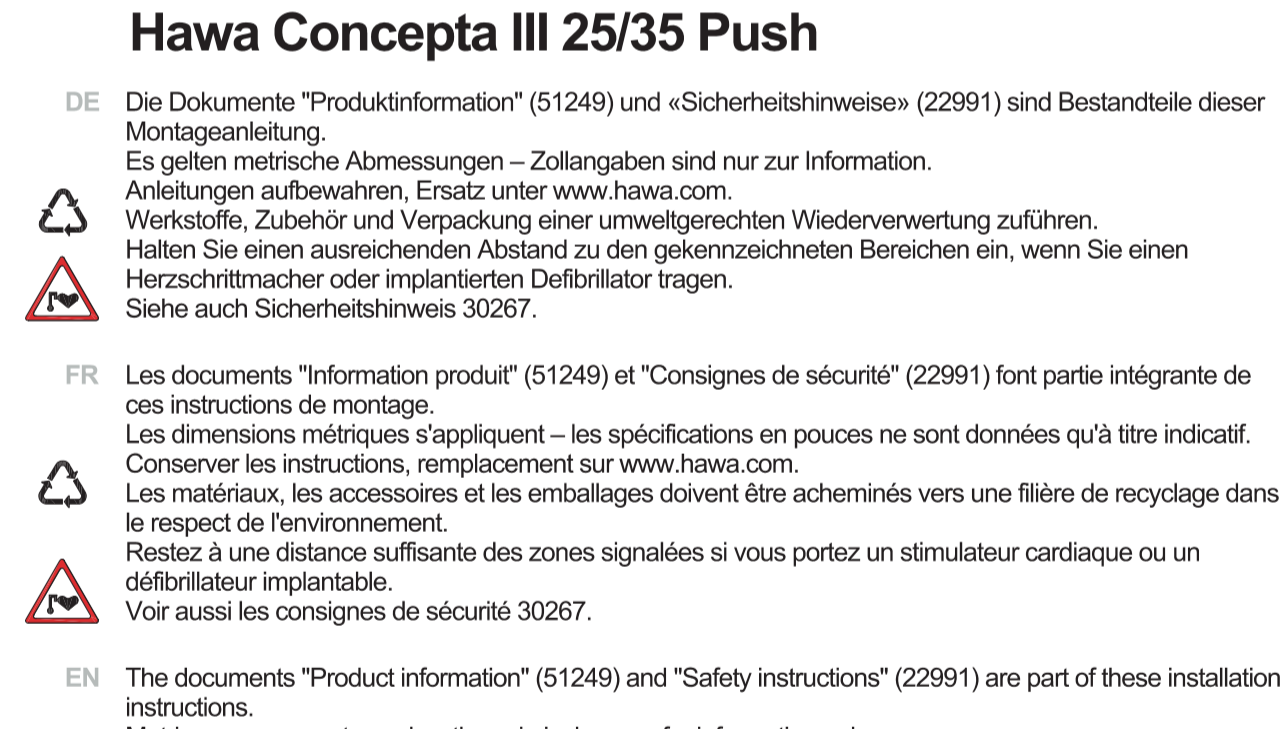 Hawa Concepta III 25/35 Push
DE Die Dokumente "Produktinformation" (51249) und «Sicherheitshinweise» (22991) sind Bestandteile dieser
Montageanleitung.
Es gelten metrische Abmessungen – Zollangaben sind nur zur Information.
Anleitungen aufbewahren, Ersatz unter www.hawa.com.
Werkstoffe, Zubehör und Verpackung einer umweltgerechten Wiederverwertung zuführen.
Halten Sie einen ausreichenden Abstand zu den gekennzeichneten Bereichen ein, wenn Sie einen
Herzschrittmacher oder implantierten Defibrillator tragen.
Siehe auch Sicherheitshinweis 30267.
FR Les documents "Information produit" (51249) et "Consignes de sécurité" (22991) font partie intégrante de
ces instructions de montage.
Les dimensions métriques s'appliquent – les spécifications en pouces ne sont données qu'à titre indicatif.
Conserver les instructions, remplacement sur www.hawa.com.
Les matériaux, les accessoires et les emballages doivent être acheminés vers une filière de recyclage dans
le respect de l'environnement.
Restez à une distance suffisante des zones signalées si vous portez un stimulateur cardiaque ou un
défibrillateur implantable.
Voir aussi les consignes de sécurité 30267.
EN The documents "Product information" (51249) and "Safety instructions" (22991) are part of these installation
instructions.